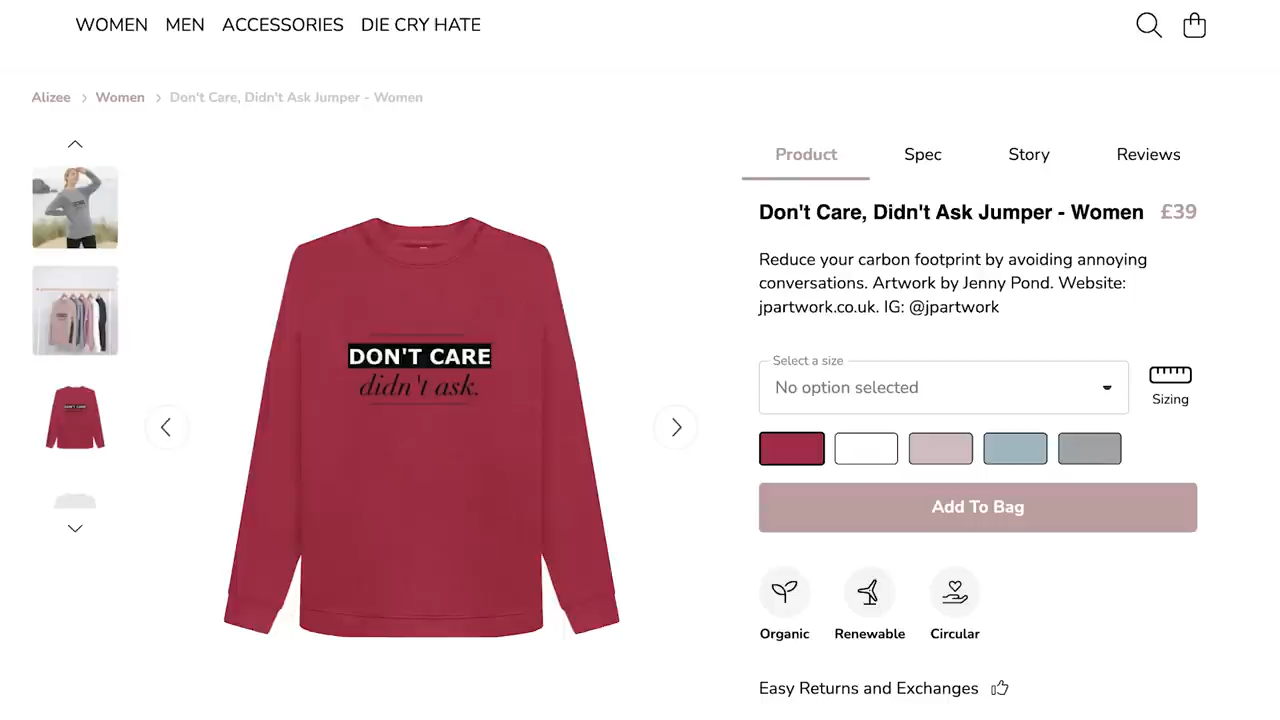 WOMEN MEN ACCESSORIES DIE CRY HATE
Alizee > Women > Don't Care, Didn't Ask Jumper - Women
Product Spec Story Reviews
Don't Care, Didn't Ask Jumper - Women £39
Reduce your carbon footprint by avoiding annoying
conversations. Artwork by Jenny Pond. Website:
jpartwork.co.uk. IG: @jpartwork
DON'T CARE
didn't ask.
Select a size
No option selected
Sizing
Add To Bag
Organic Renewable Circular
Easy Returns and Exchanges